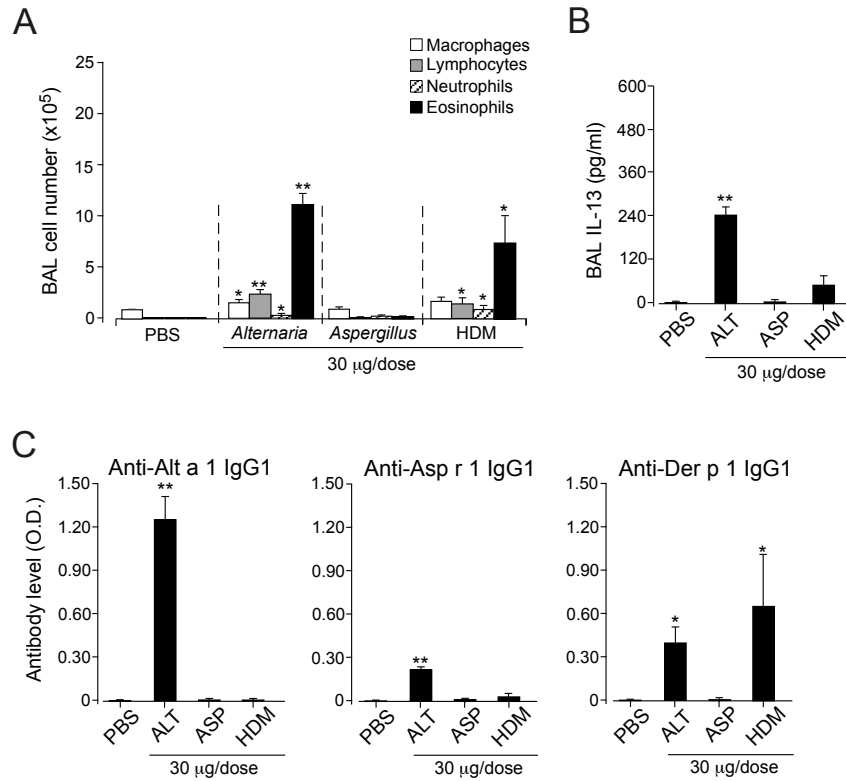 A
Macrophages
Lymphocytes
Neutrophils
Eosinophils
BAL cell number (x10⁵)
25
20
15
10
5
0
*
**
*
**
*
*
*
PBS
Alternaria
Aspergillus
HDM
30 μg/dose
B
BAL IL-13 (pg/ml)
600
480
360
240
120
0
**
PBS
ALT
ASP
HDM
30 μg/dose
C
Anti-Alt a 1 IgG1
Antibody level (O.D.)
1.50
1.20
0.90
0.60
0.30
0
**
PBS
ALT
ASP
HDM
30 μg/dose
Anti-Asp r 1 IgG1
1.50
1.20
0.90
0.60
0.30
0
**
PBS
ALT
ASP
HDM
30 μg/dose
Anti-Der p 1 IgG1
1.50
1.20
0.90
0.60
0.30
0
*
*
PBS
ALT
ASP
HDM
30 μg/dose